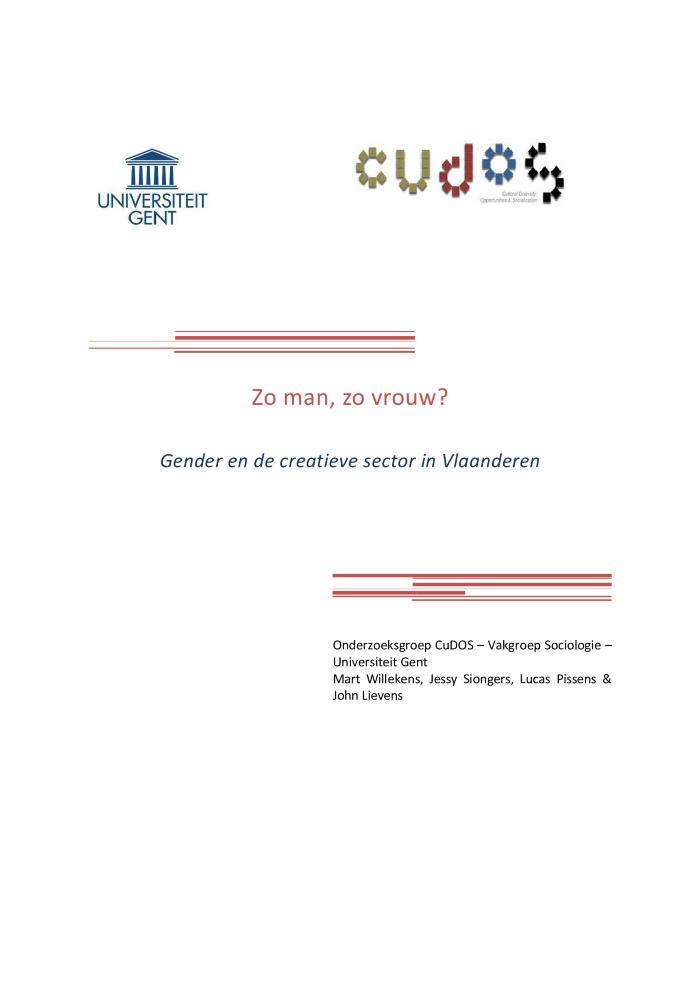 UNIVERSITEIT
GENT
cudos
Cultural Diversity:
Opportunities & Socialization
Zo man, zo vrouw?
Gender en de creatieve sector in Vlaanderen
Onderzoeksgroep CuDOS – Vakgroep Sociologie –
Universiteit Gent
Mart Willekens, Jessy Siongers, Lucas Pissens &
John Lievens